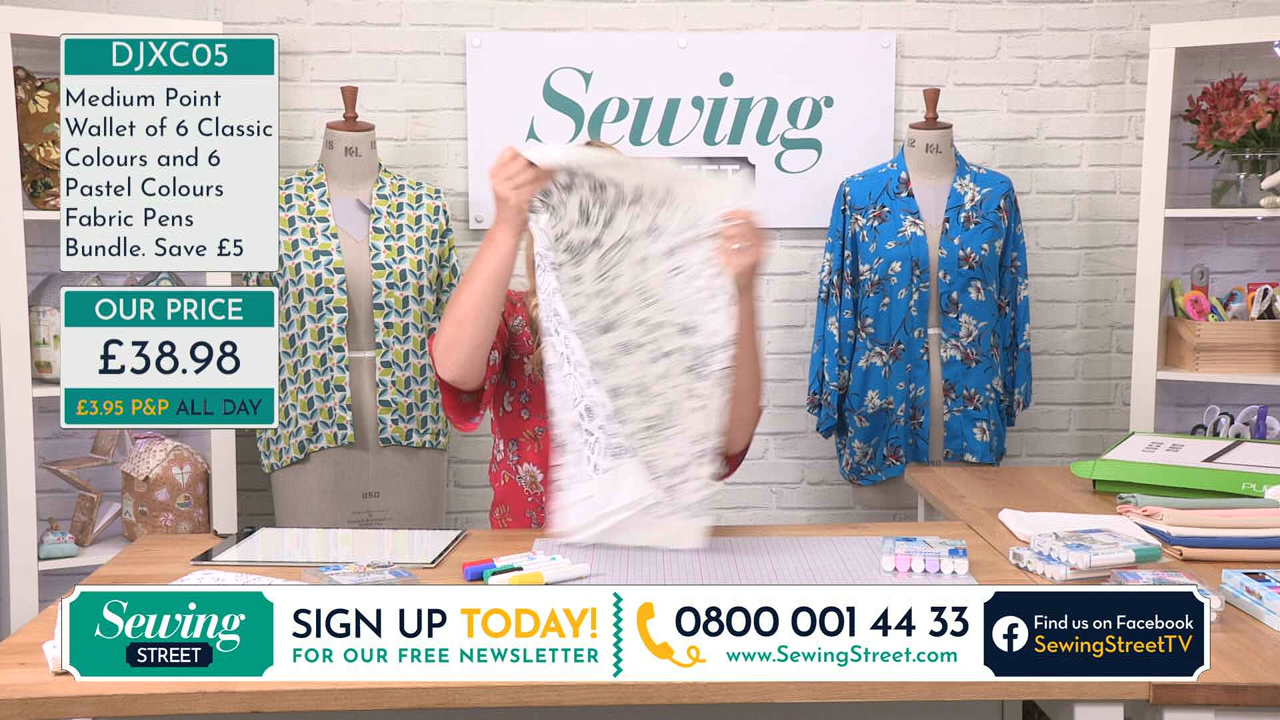 DJXC05
Medium Point
Wallet of 6 Classic
Colours and 6
Pastel Colours
Fabric Pens
Bundle. Save £5
OUR PRICE
£38.98
£3.95 P&P ALL DAY
Sewing
K&L
K&L
Sewing
STREET
SIGN UP TODAY!
FOR OUR FREE NEWSLETTER
0800 001 44 33
www.SewingStreet.com
Find us on Facebook
SewingStreetTV